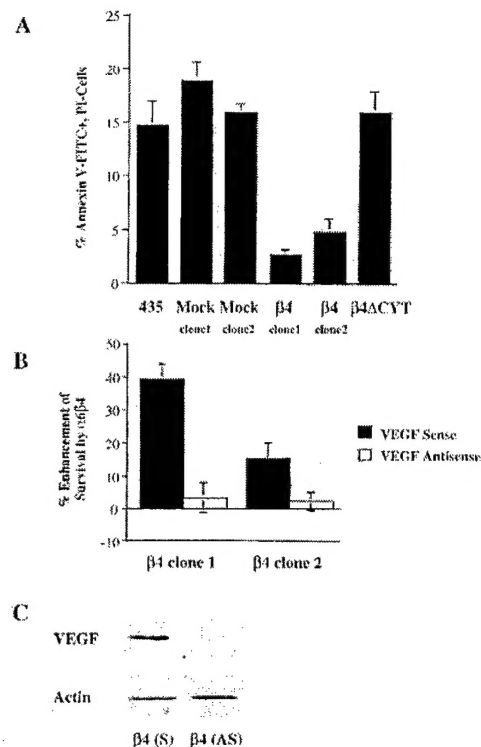 A
% Annexin V-FITC+, PI-Cells
25
20
15
10
5
0
435 Mock Mock β4 β4 β4ΔCYT
clone1 clone2 clone1 clone2
B
% Enhancement of
Survival by α6β4
50
40
30
20
10
0
-10
β4 clone 1 β4 clone 2
VEGF Sense
VEGF Antisense
C
VEGF
Actin
β4 (S) β4 (AS)